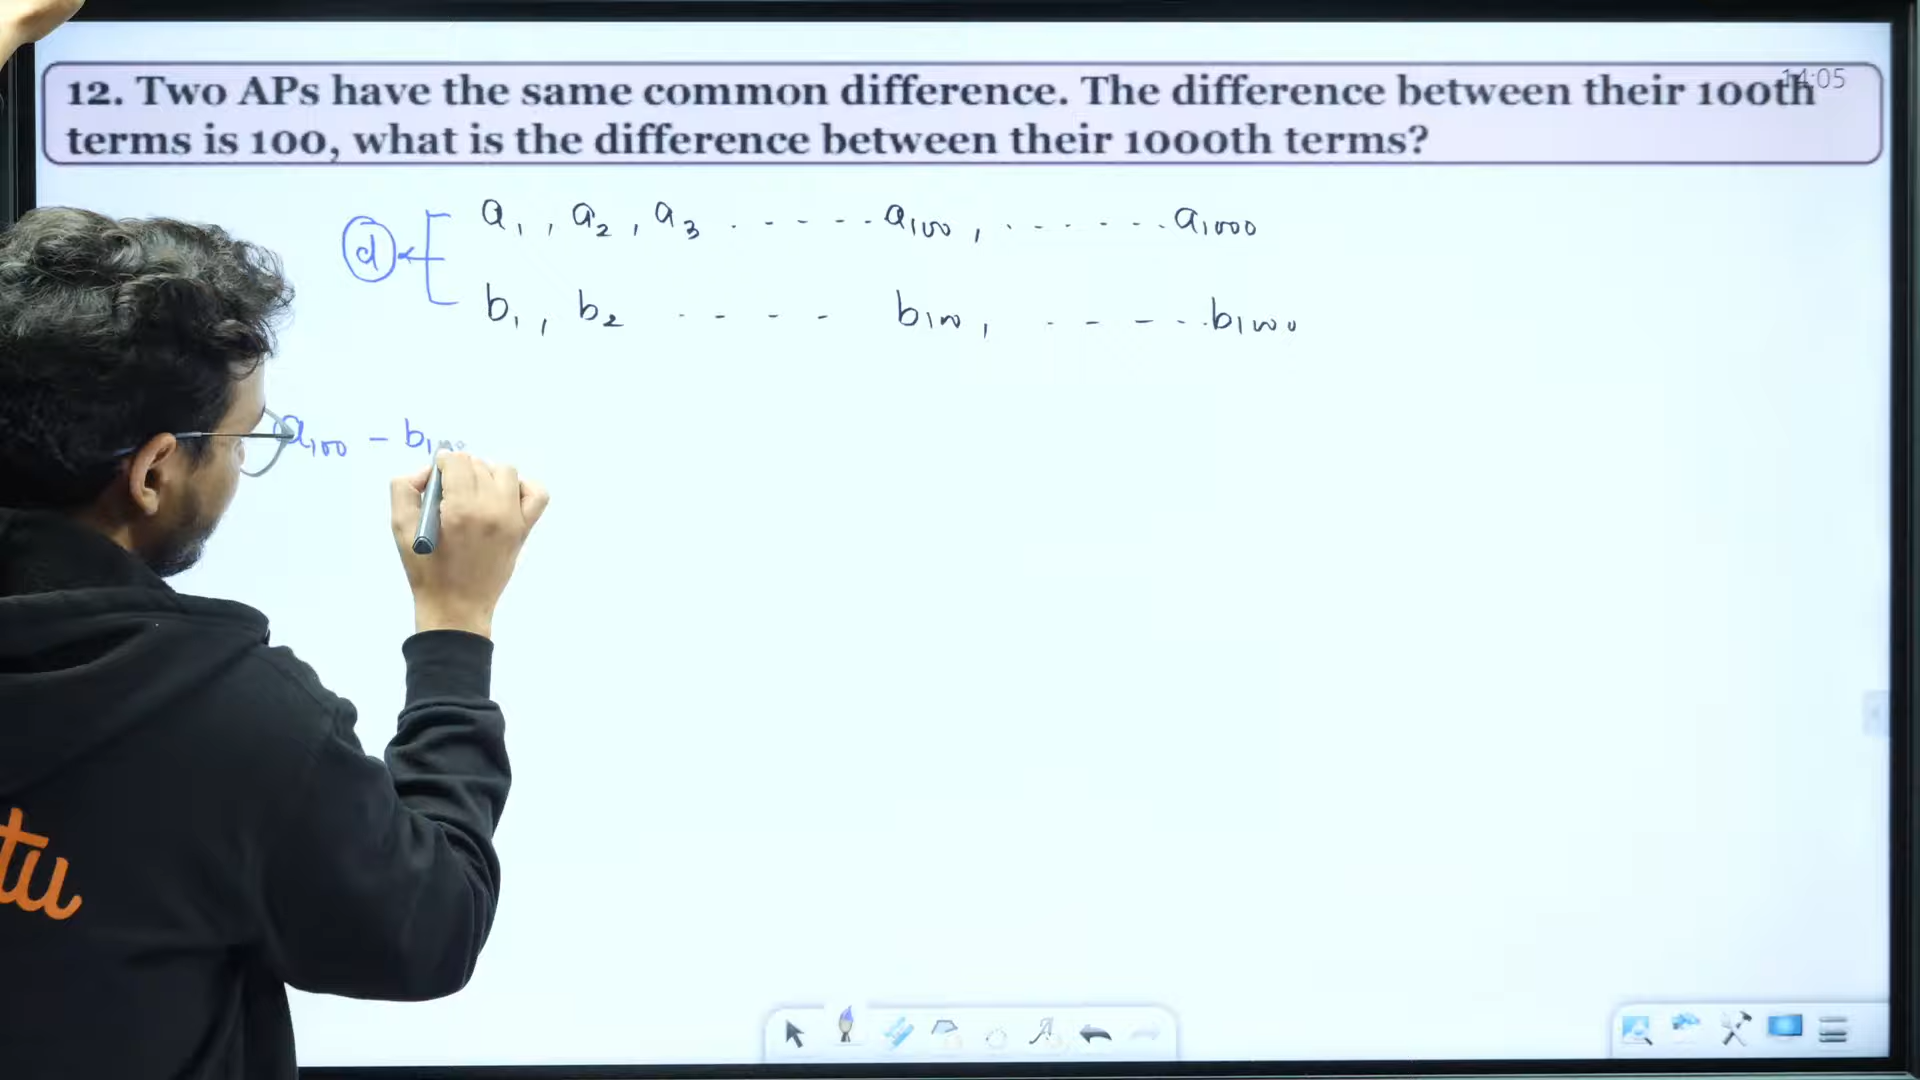 14:05
12. Two APs have the same common difference. The difference between their 100th
terms is 100, what is the difference between their 1000th terms?
a₁, a₂, a₃ . - - - - . a₁₀₀, . . . . - - . a₁₀₀₀
d
b₁, b₂ - - - - b₁₀₀, . - - - . b₁₀₀₀
a₁₀₀ - b₁₀₀
tu